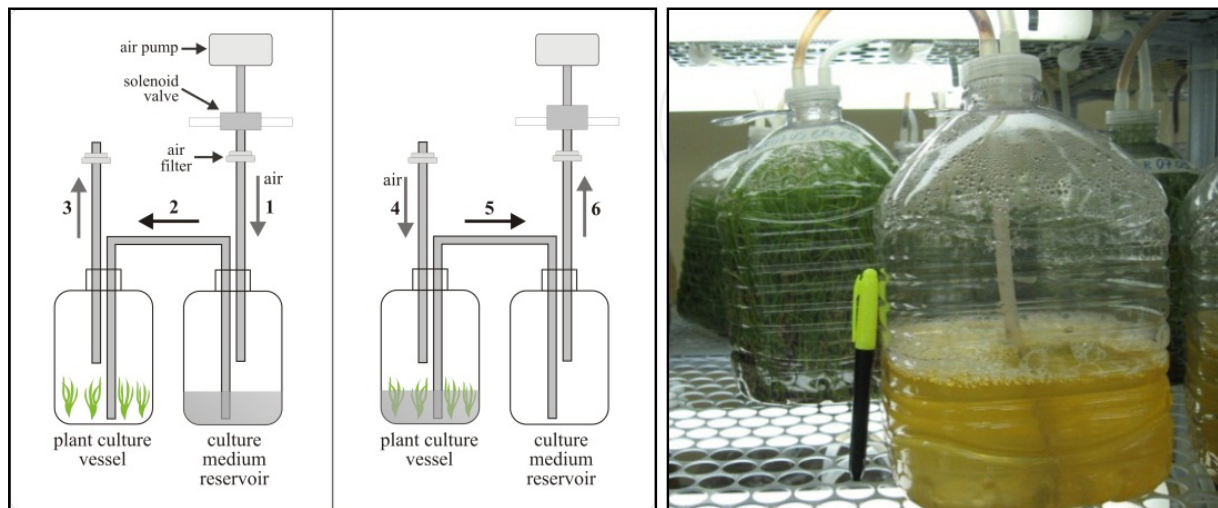 air pump
solenoid
valve
air
filter
air
1
2
3
plant culture
vessel
culture
medium
reservoir
air
4
5
6
plant culture
vessel
culture
medium
reservoir